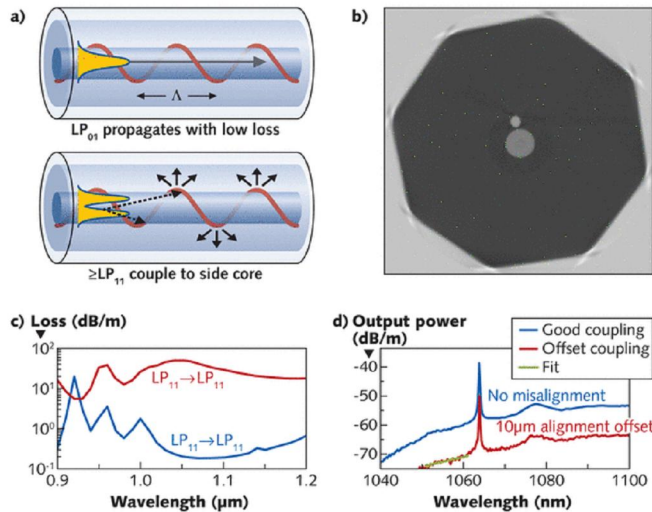 a)
LP01 propagates with low loss
Λ
≥LP11 couple to side core
b)
c) Loss (dB/m)
10²
10¹
10⁰
10-¹
LP11→LP11
LP11→LP11
0.9 1.0 1.1 1.2
Wavelength (μm)
d) Output power
(dB/m)
Good coupling
Offset coupling
Fit
-40
-50
-60
-70
No misalignment
10μm alignment offset
1040 1060 1080 1100
Wavelength (nm)